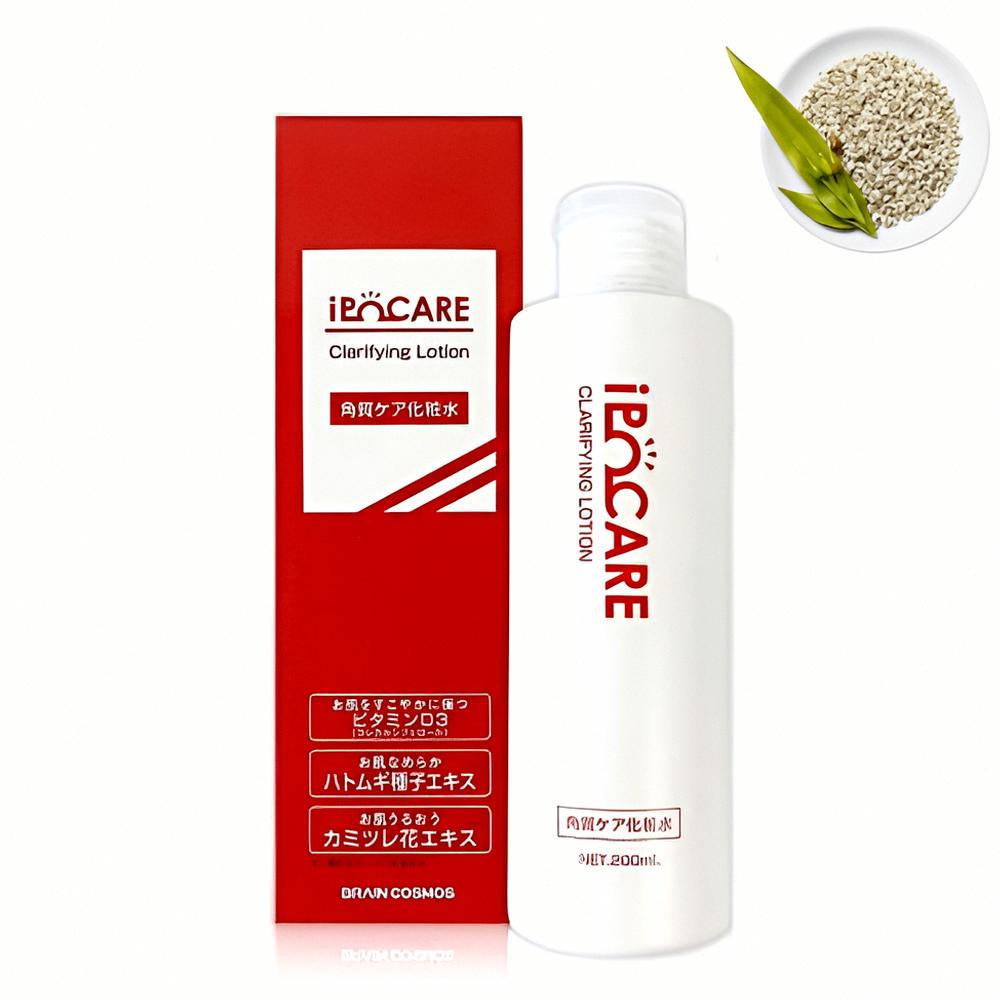 iPOCARE
Clarifying Lotion
角質ケア化粧水
お肌をすこやかに保つ
ビタミンD3
お肌なめらか
ハトムギ種子エキス
お肌うるおう
カミツレ花エキス
BRAIN COSMOS
iPOCARE
CLARIFYING LOTION
角質ケア化粧水
NET.200mL